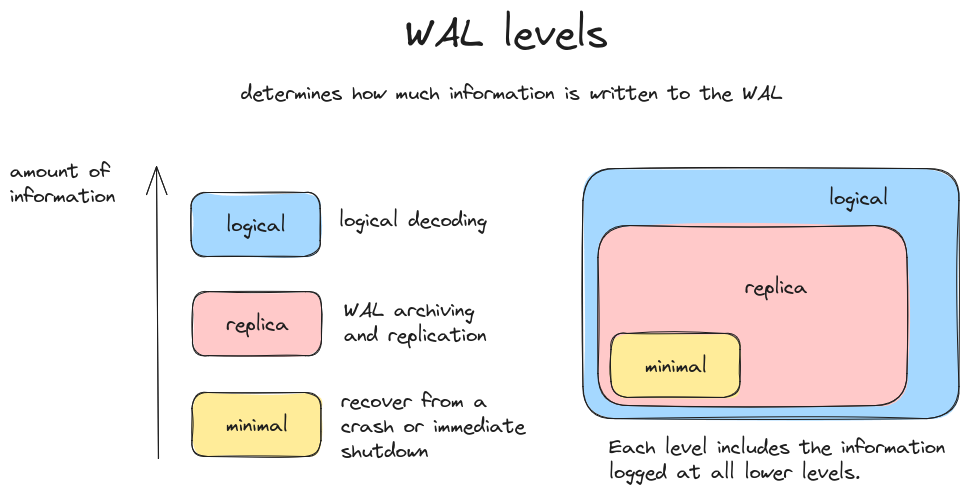 WAL levels
determines how much information is written to the WAL
amount of
information
logical
logical decoding
replica
WAL archiving
and replication
minimal
recover from a
crash or immediate
shutdown
logical
replica
minimal
Each level includes the information
logged at all lower levels.